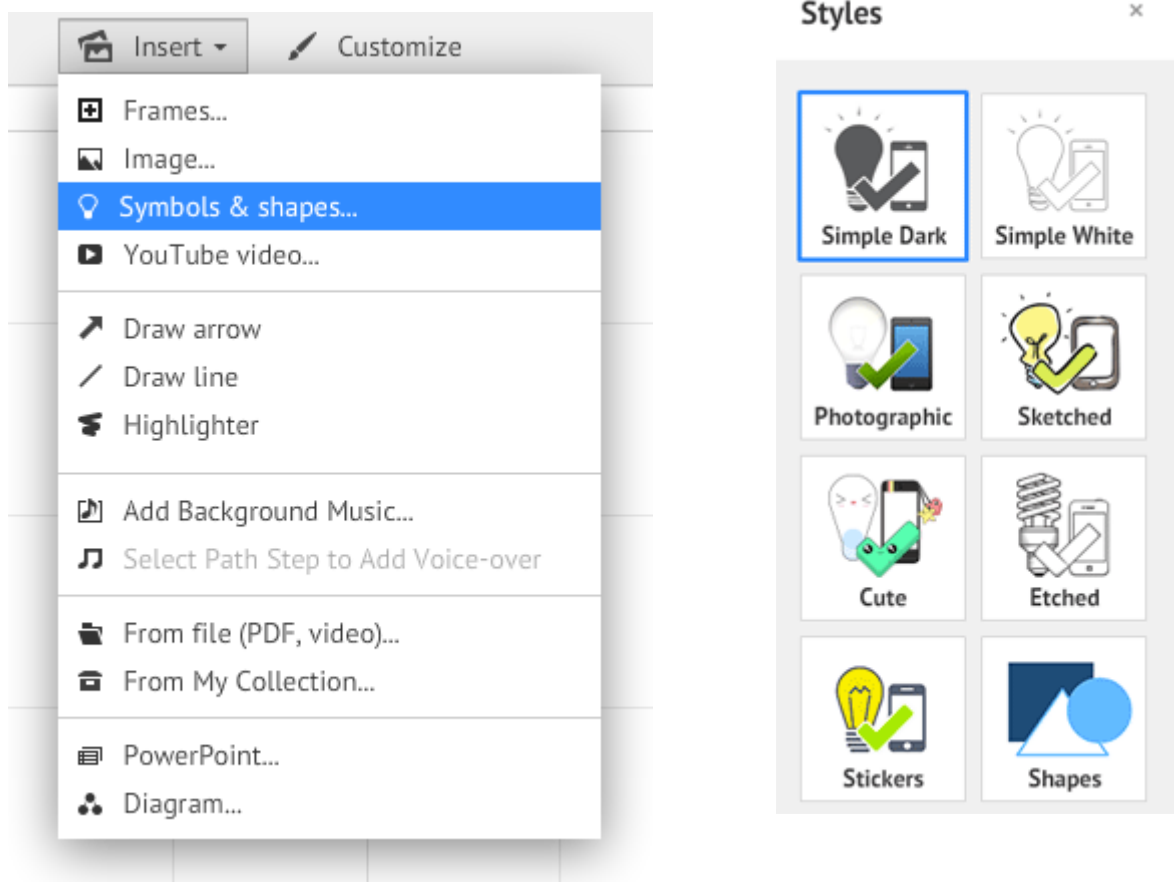 Insert
Customize
Frames...
Image...
Symbols & shapes...
YouTube video...
Draw arrow
Draw line
Highlighter
Add Background Music...
Select Path Step to Add Voice-over
From file (PDF, video)...
From My Collection...
PowerPoint...
Diagram...
Styles
Simple Dark
Simple White
Photographic
Sketched
Cute
Etched
Stickers
Shapes